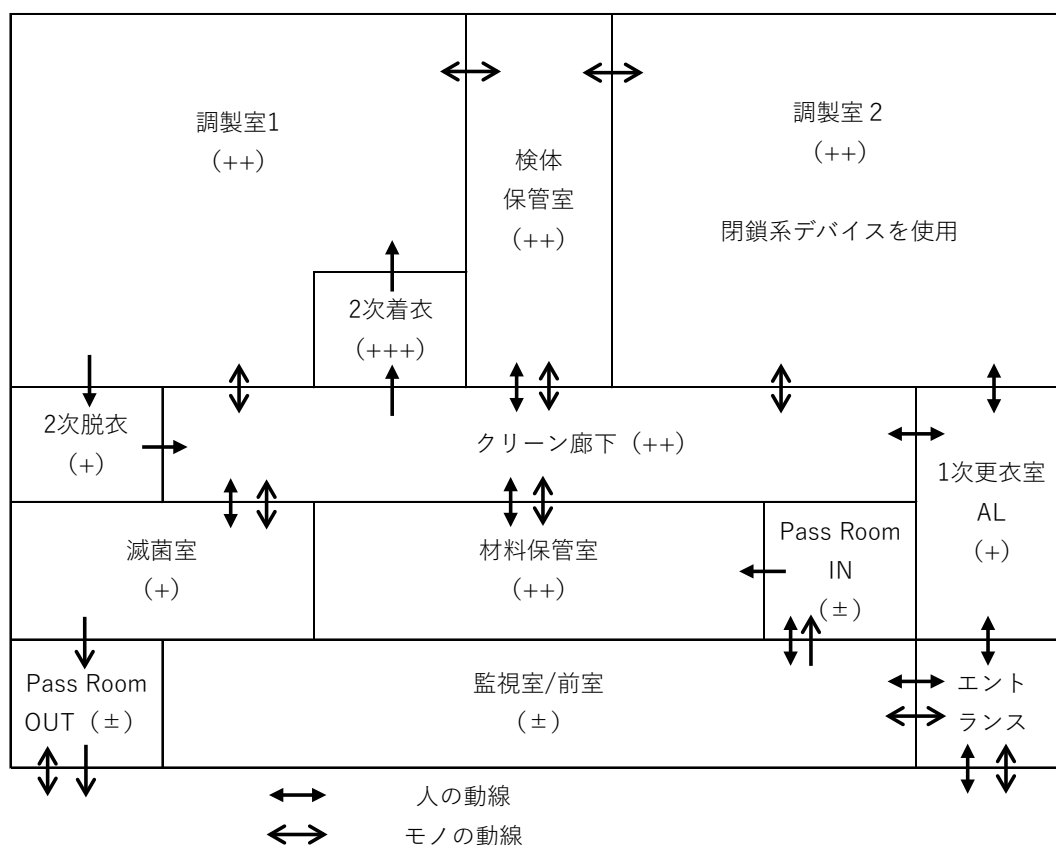 調製室1
（++）
検体
保管室
（++）
調製室２
（++）
閉鎖系デバイスを使用
2次着衣
（+++）
2次脱衣
（+）
クリーン廊下（++）
1次更衣室
AL
（+）
滅菌室
（+）
材料保管室
（++）
Pass Room
IN
（±）
Pass Room
OUT（±）
監視室/前室
（±）
エント
ランス
人の動線
モノの動線